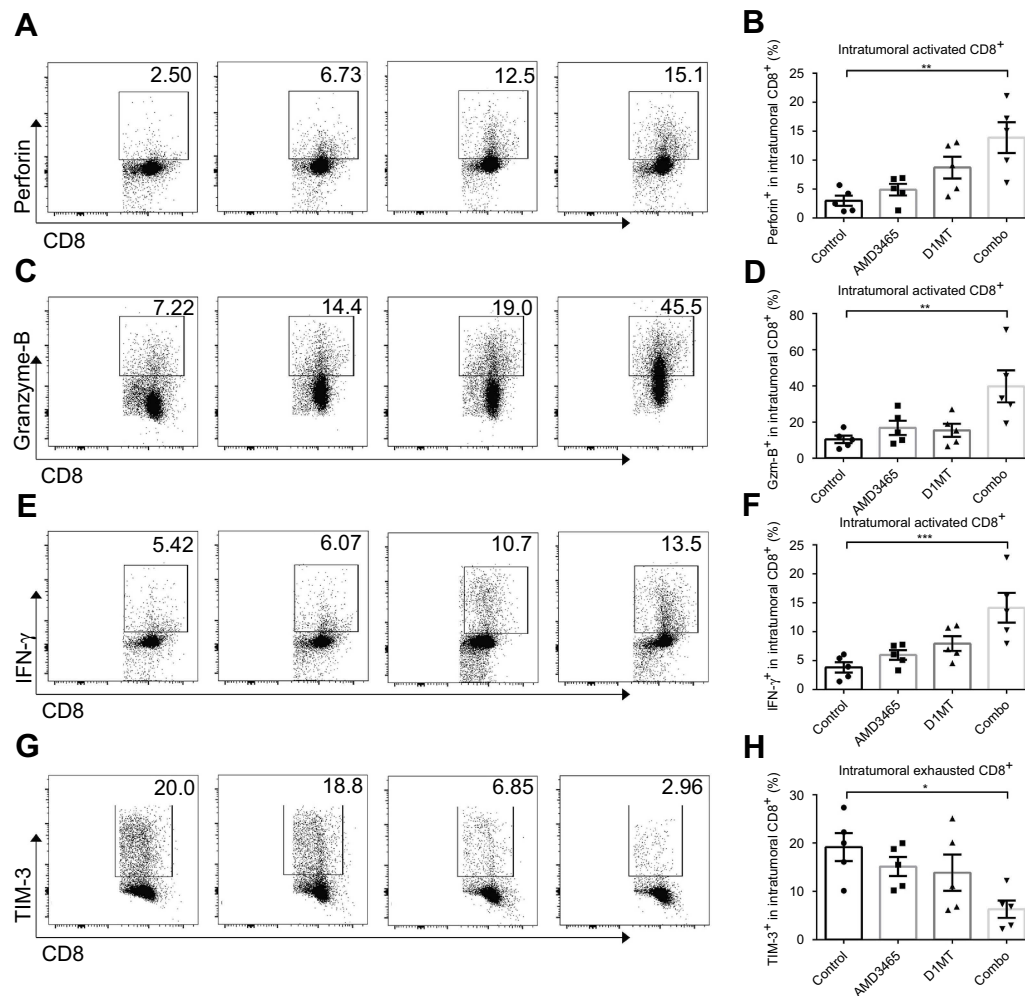 A
2.50 6.73 12.5 15.1
Perforin
CD8
B
Intratumoral activated CD8+
**
Perforin+ in intratumoral CD8+ (%)
25
20
15
10
5
0
Control AMD3465 D1MT Combo
C
7.22 14.4 19.0 45.5
Granzyme-B
CD8
D
Intratumoral activated CD8+
**
Gzm-B+ in intratumoral CD8+ (%)
80
60
40
20
0
Control AMD3465 D1MT Combo
E
5.42 6.07 10.7 13.5
IFN-γ
CD8
F
Intratumoral activated CD8+
***
IFN-γ+ in intratumoral CD8+ (%)
25
20
15
10
5
0
Control AMD3465 D1MT Combo
G
20.0 18.8 6.85 2.96
TIM-3
CD8
H
Intratumoral exhausted CD8+
*
TIM-3+ in intratumoral CD8+ (%)
30
20
10
0
Control AMD3465 D1MT Combo